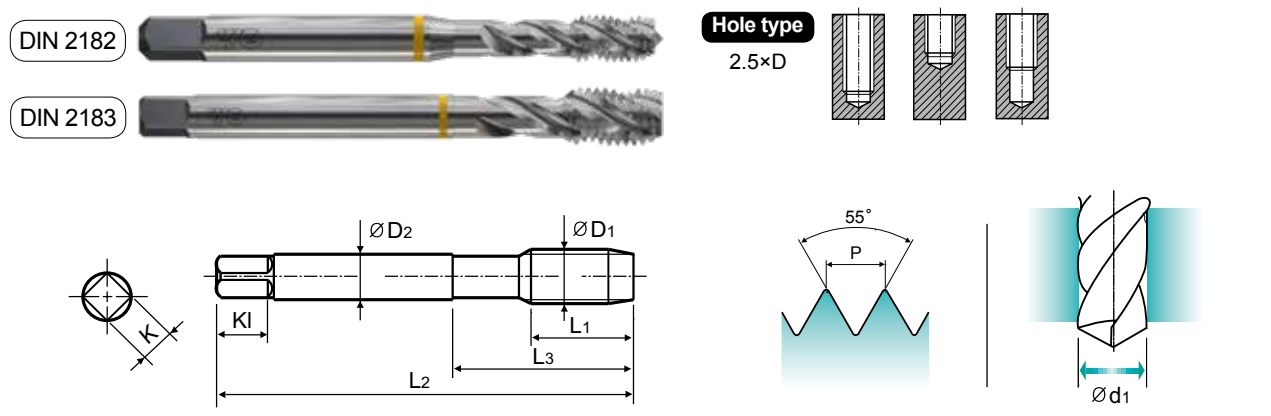 DIN 2182
DIN 2183
Hole type
2.5×D
ØD2
ØD1
K
Kl
L1
L3
L2
55°
P
Ød1